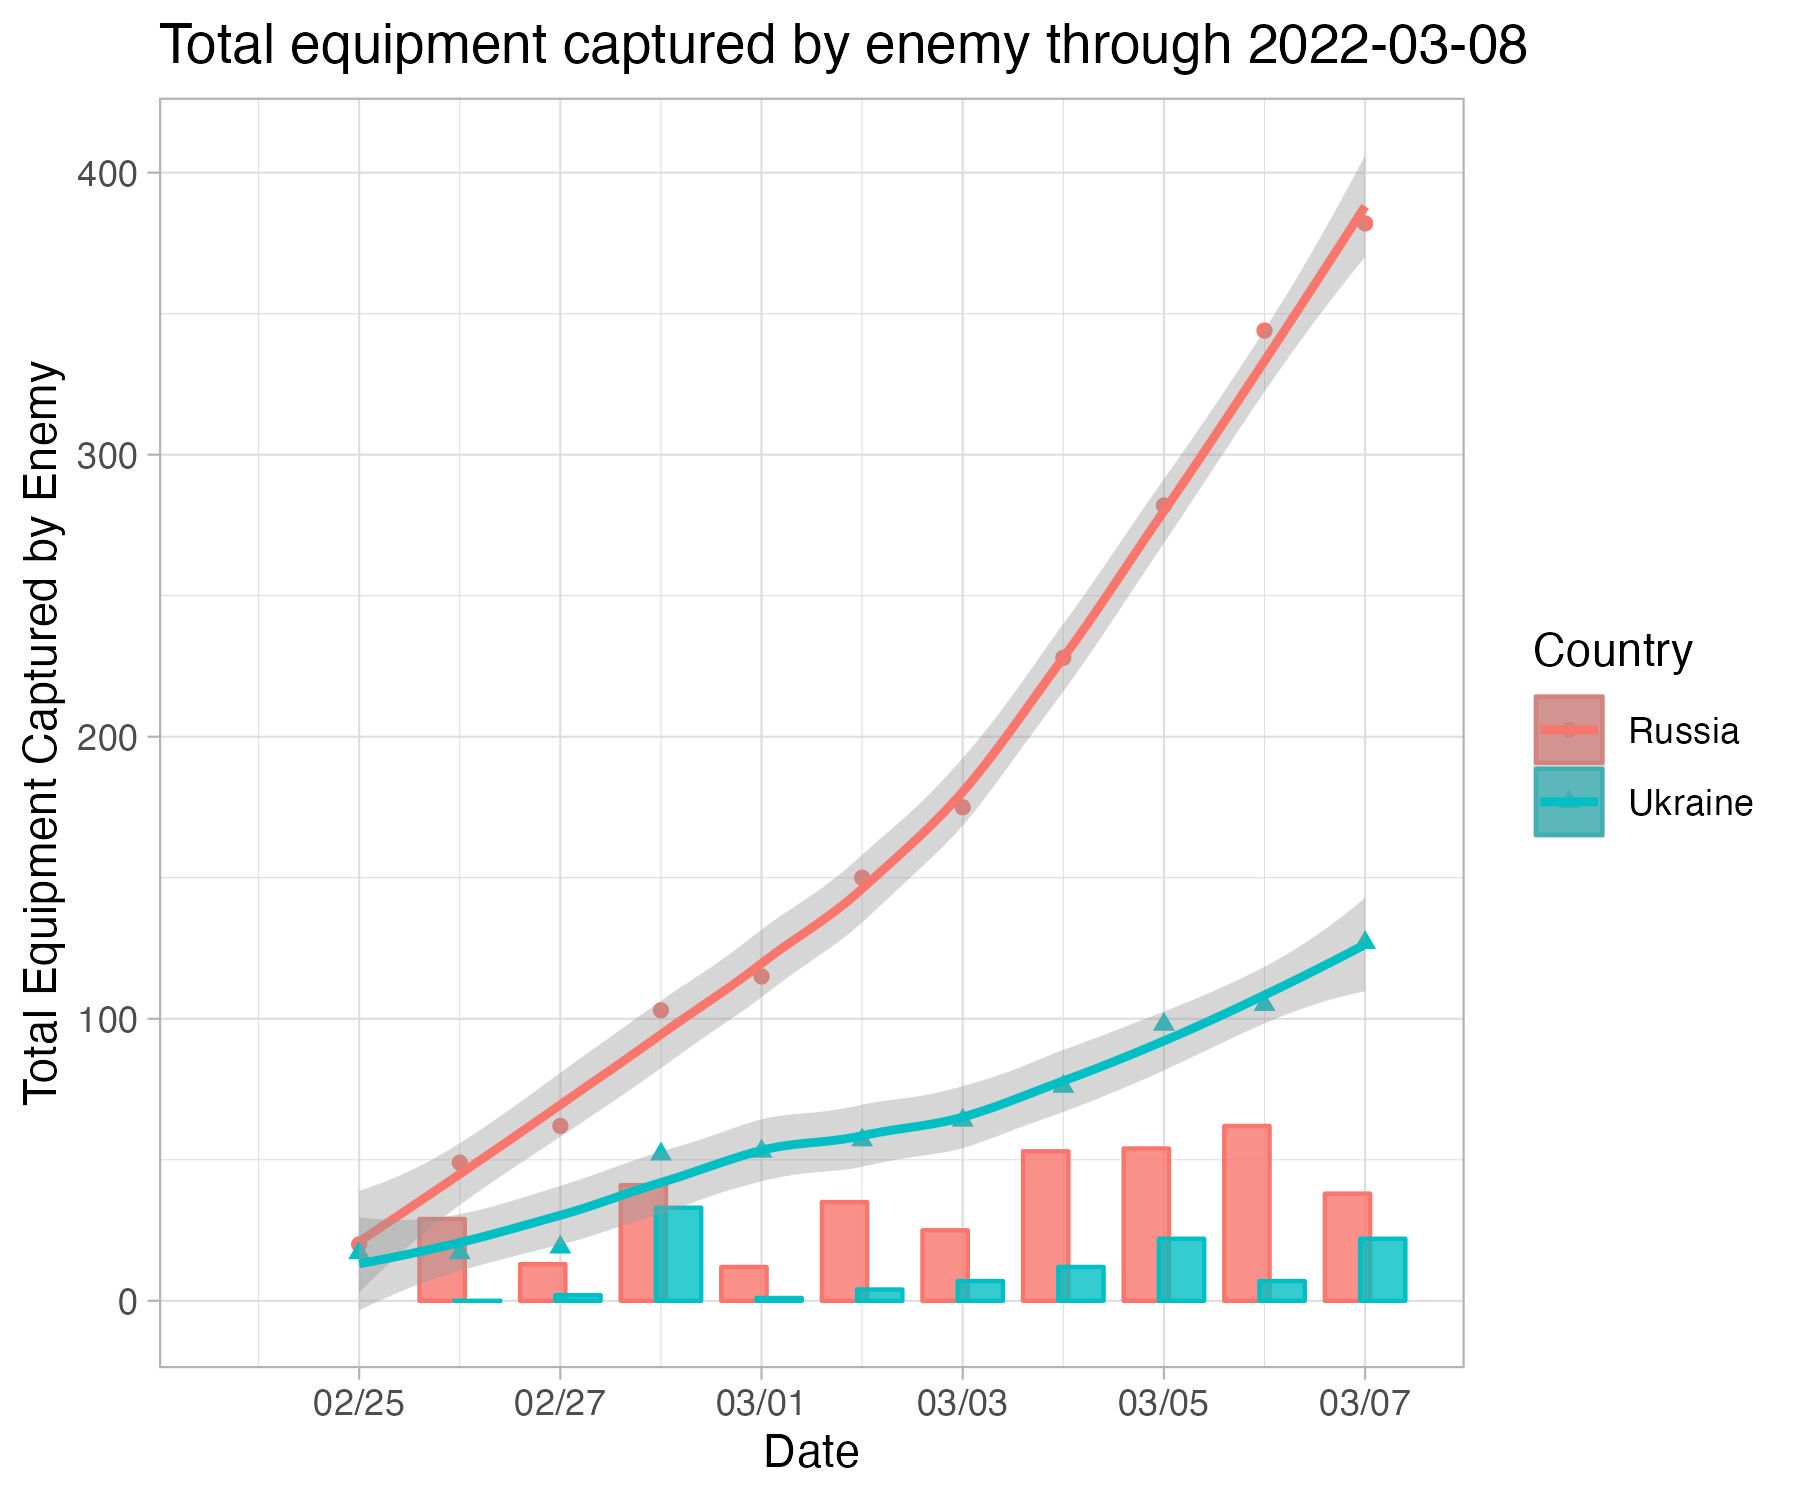 Total equipment captured by enemy through 2022-03-08
Total Equipment Captured by Enemy
400
300
200
100
0
02/25 02/27 03/01 03/03 03/05 03/07
Date
Country
Russia
Ukraine